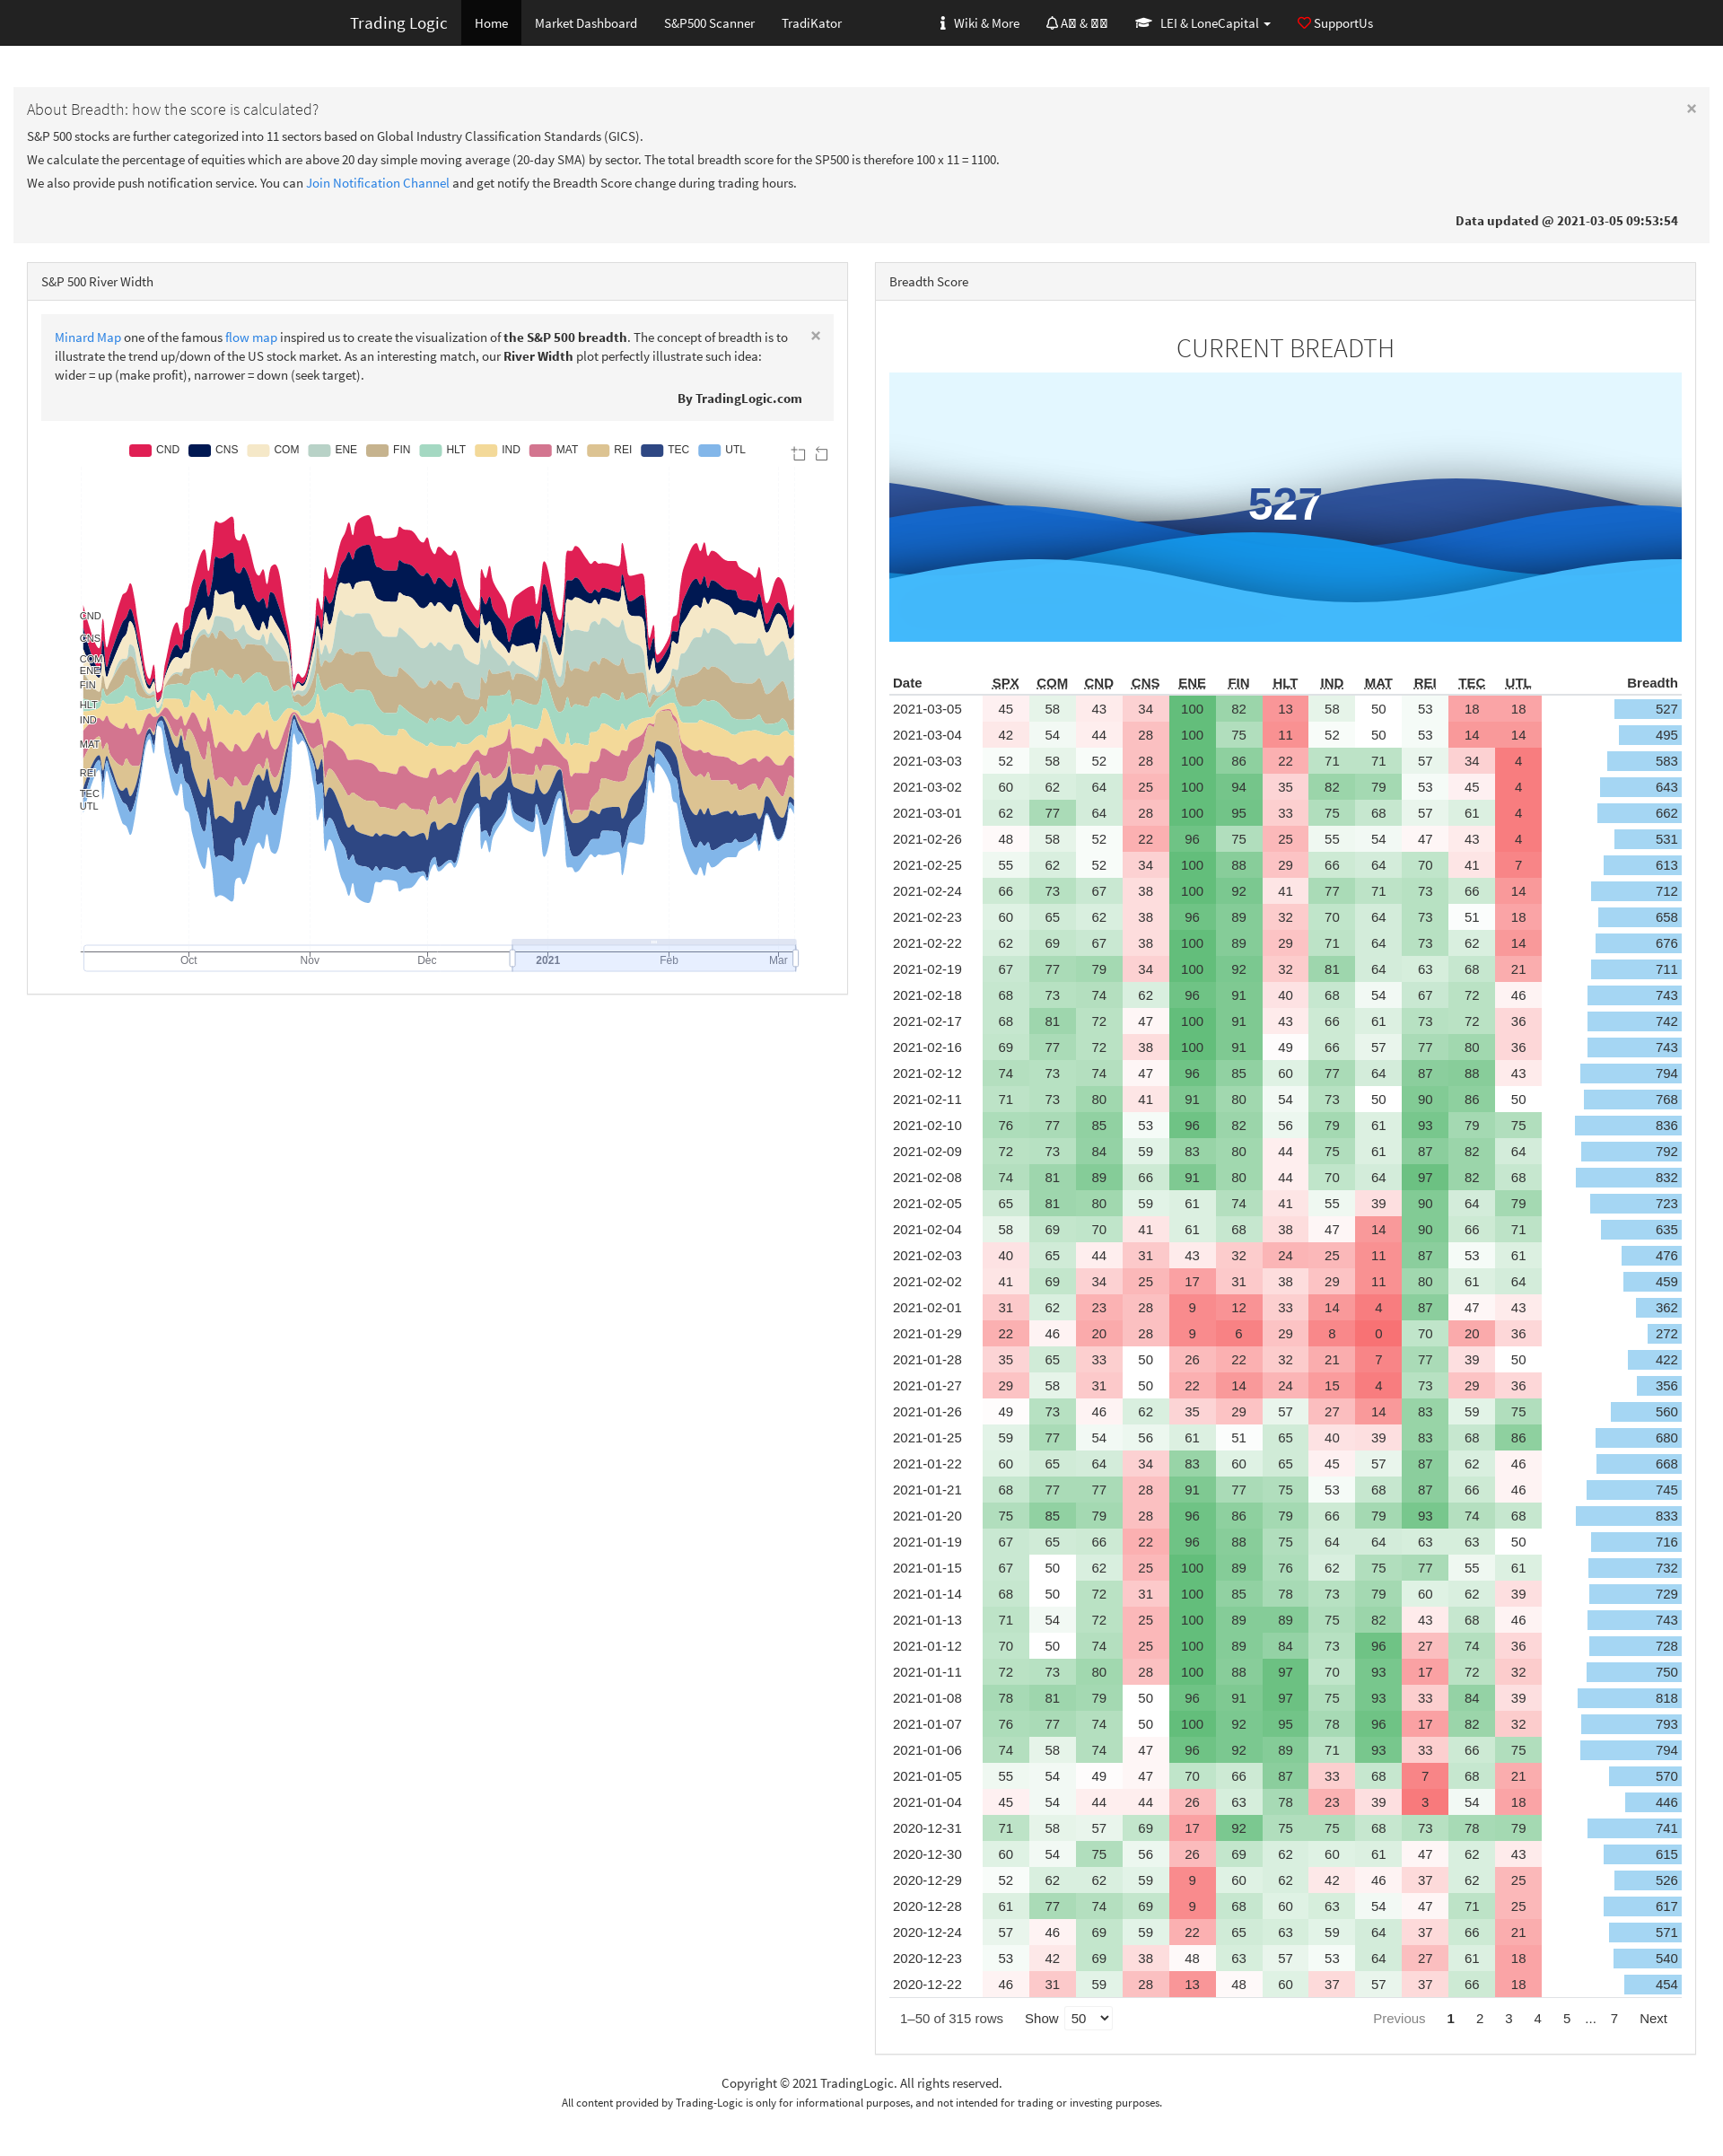 Trading Logic Home Market Dashboard S&P500 Scanner TradiKator Wiki & More A & LEI & LoneCapital SupportUs
About Breadth: how the score is calculated? ×
S&P 500 stocks are further categorized into 11 sectors based on Global Industry Classification Standards (GICS).
We calculate the percentage of equities which are above 20 day simple moving average (20-day SMA) by sector. The total breadth score for the SP500 is therefore 100 x 11 = 1100.
We also provide push notification service. You can Join Notification Channel and get notify the Breadth Score change during trading hours.
Data updated @ 2021-03-05 09:53:54
S&P 500 River Width
Minard Map one of the famous flow map inspired us to create the visualization of the S&P 500 breadth. The concept of breadth is to ×
illustrate the trend up/down of the US stock market. As an interesting match, our River Width plot perfectly illustrate such idea:
wider = up (make profit), narrower = down (seek target).
By TradingLogic.com
CND CNS COM ENE FIN HLT IND MAT REI TEC UTL
CND
CNS
COM
ENE
FIN
HLT
IND
MAT
REI
TEC
UTL
Oct Nov Dec 2021 Feb Mar
Breadth Score
CURRENT BREADTH
527
Date SPX COM CND CNS ENE FIN HLT IND MAT REI TEC UTL Breadth
2021-03-05 45 58 43 34 100 82 13 58 50 53 18 18 527
2021-03-04 42 54 44 28 100 75 11 52 50 53 14 14 495
2021-03-03 52 58 52 28 100 86 22 71 71 57 34 4 583
2021-03-02 60 62 64 25 100 94 35 82 79 53 45 4 643
2021-03-01 62 77 64 28 100 95 33 75 68 57 61 4 662
2021-02-26 48 58 52 22 96 75 25 55 54 47 43 4 531
2021-02-25 55 62 52 34 100 88 29 66 64 70 41 7 613
2021-02-24 66 73 67 38 100 92 41 77 71 73 66 14 712
2021-02-23 60 65 62 38 96 89 32 70 64 73 51 18 658
2021-02-22 62 69 67 38 100 89 29 71 64 73 62 14 676
2021-02-19 67 77 79 34 100 92 32 81 64 63 68 21 711
2021-02-18 68 73 74 62 96 91 40 68 54 67 72 46 743
2021-02-17 68 81 72 47 100 91 43 66 61 73 72 36 742
2021-02-16 69 77 72 38 100 91 49 66 57 77 80 36 743
2021-02-12 74 73 74 47 96 85 60 77 64 87 88 43 794
2021-02-11 71 73 80 41 91 80 54 73 50 90 86 50 768
2021-02-10 76 77 85 53 96 82 56 79 61 93 79 75 836
2021-02-09 72 73 84 59 83 80 44 75 61 87 82 64 792
2021-02-08 74 81 89 66 91 80 44 70 64 97 82 68 832
2021-02-05 65 81 80 59 61 74 41 55 39 90 64 79 723
2021-02-04 58 69 70 41 61 68 38 47 14 90 66 71 635
2021-02-03 40 65 44 31 43 32 24 25 11 87 53 61 476
2021-02-02 41 69 34 25 17 31 38 29 11 80 61 64 459
2021-02-01 31 62 23 28 9 12 33 14 4 87 47 43 362
2021-01-29 22 46 20 28 9 6 29 8 0 70 20 36 272
2021-01-28 35 65 33 50 26 22 32 21 7 77 39 50 422
2021-01-27 29 58 31 50 22 14 24 15 4 73 29 36 356
2021-01-26 49 73 46 62 35 29 57 27 14 83 59 75 560
2021-01-25 59 77 54 56 61 51 65 40 39 83 68 86 680
2021-01-22 60 65 64 34 83 60 65 45 57 87 62 46 668
2021-01-21 68 77 77 28 91 77 75 53 68 87 66 46 745
2021-01-20 75 85 79 28 96 86 79 66 79 93 74 68 833
2021-01-19 67 65 66 22 96 88 75 64 64 63 63 50 716
2021-01-15 67 50 62 25 100 89 76 62 75 77 55 61 732
2021-01-14 68 50 72 31 100 85 78 73 79 60 62 39 729
2021-01-13 71 54 72 25 100 89 89 75 82 43 68 46 743
2021-01-12 70 50 74 25 100 89 84 73 96 27 74 36 728
2021-01-11 72 73 80 28 100 88 97 70 93 17 72 32 750
2021-01-08 78 81 79 50 96 91 97 75 93 33 84 39 818
2021-01-07 76 77 74 50 100 92 95 78 96 17 82 32 793
2021-01-06 74 58 74 47 96 92 89 71 93 33 66 75 794
2021-01-05 55 54 49 47 70 66 87 33 68 7 68 21 570
2021-01-04 45 54 44 44 26 63 78 23 39 3 54 18 446
2020-12-31 71 58 57 69 17 92 75 75 68 73 78 79 741
2020-12-30 60 54 75 56 26 69 62 60 61 47 62 43 615
2020-12-29 52 62 62 59 9 60 62 42 46 37 62 25 526
2020-12-28 61 77 74 69 9 68 60 63 54 47 71 25 617
2020-12-24 57 46 69 59 22 65 63 59 64 37 66 21 571
2020-12-23 53 42 69 38 48 63 57 53 64 27 61 18 540
2020-12-22 46 31 59 28 13 48 60 37 57 37 66 18 454
1–50 of 315 rows Show 50 Previous 1 2 3 4 5 ... 7 Next
Copyright © 2021 TradingLogic. All rights reserved.
All content provided by Trading-Logic is only for informational purposes, and not intended for trading or investing purposes.